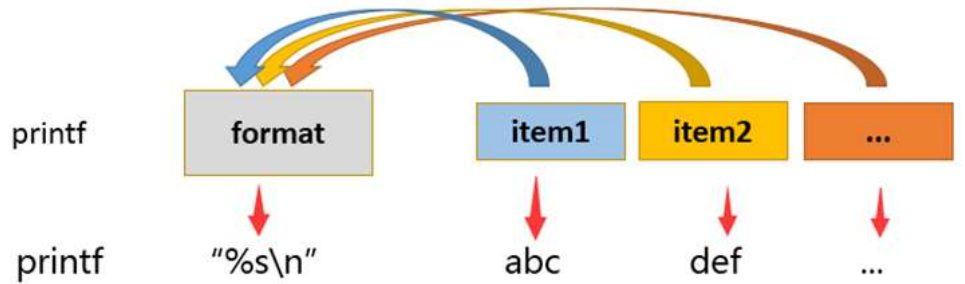 printf format item1 item2 ...
printf “%s\n” abc def ...